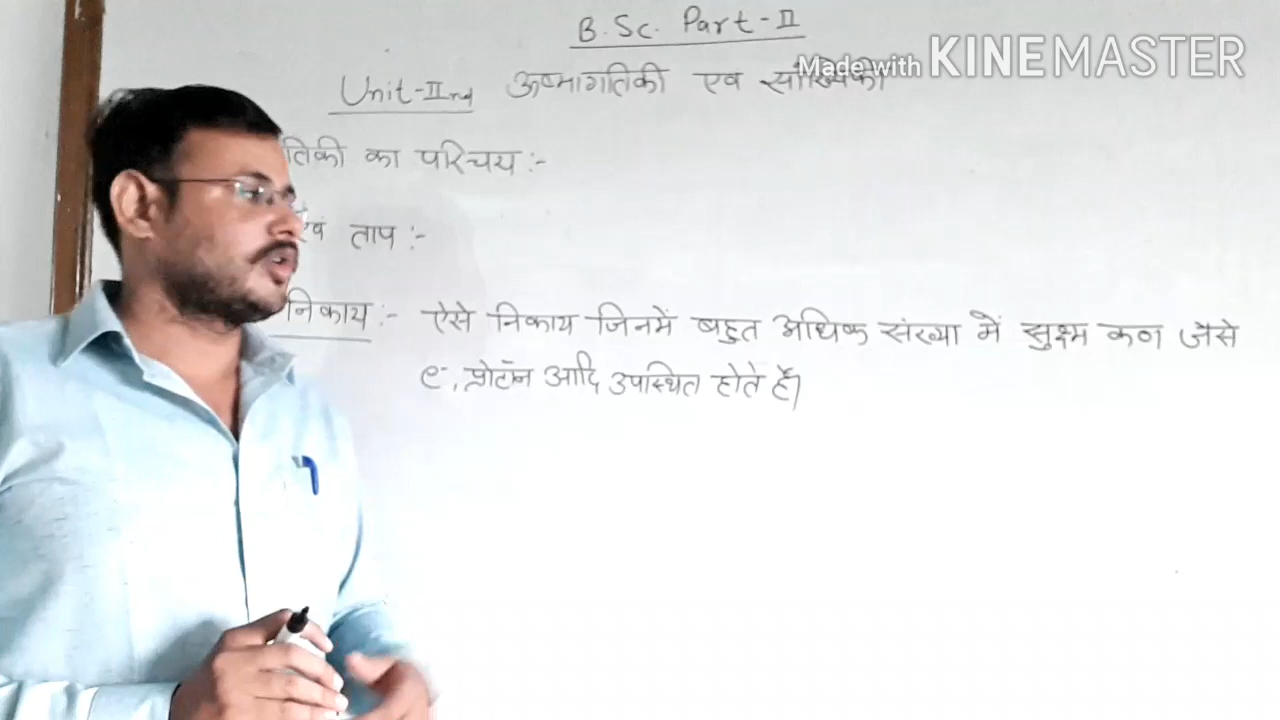 B.Sc. Part-II
Made with KINEMASTER
Unit-IInd ऊष्मागतिकी एव सांख्यिकी
तिकी का परिचय :-
एवं ताप :-
निकाय :- ऐसे निकाय जिनमें बहुत अधिक संख्या में सुक्ष्म कण जैसे
e-, प्रोटॉन आदि उपस्थित होते हैं।